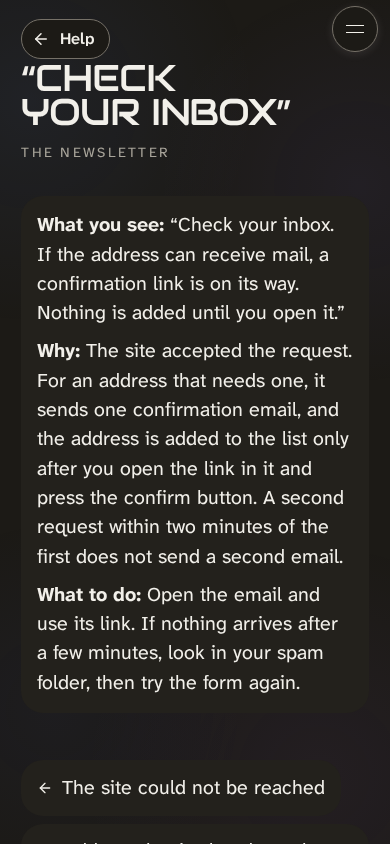 ← Help
“CHECK
YOUR INBOX”
THE NEWSLETTER
What you see: “Check your inbox.
If the address can receive mail, a
confirmation link is on its way.
Nothing is added until you open it.”
Why: The site accepted the request.
For an address that needs one, it
sends one confirmation email, and
the address is added to the list only
after you open the link in it and
press the confirm button. A second
request within two minutes of the
first does not send a second email.
What to do: Open the email and
use its link. If nothing arrives after
a few minutes, look in your spam
folder, then try the form again.
← The site could not be reached